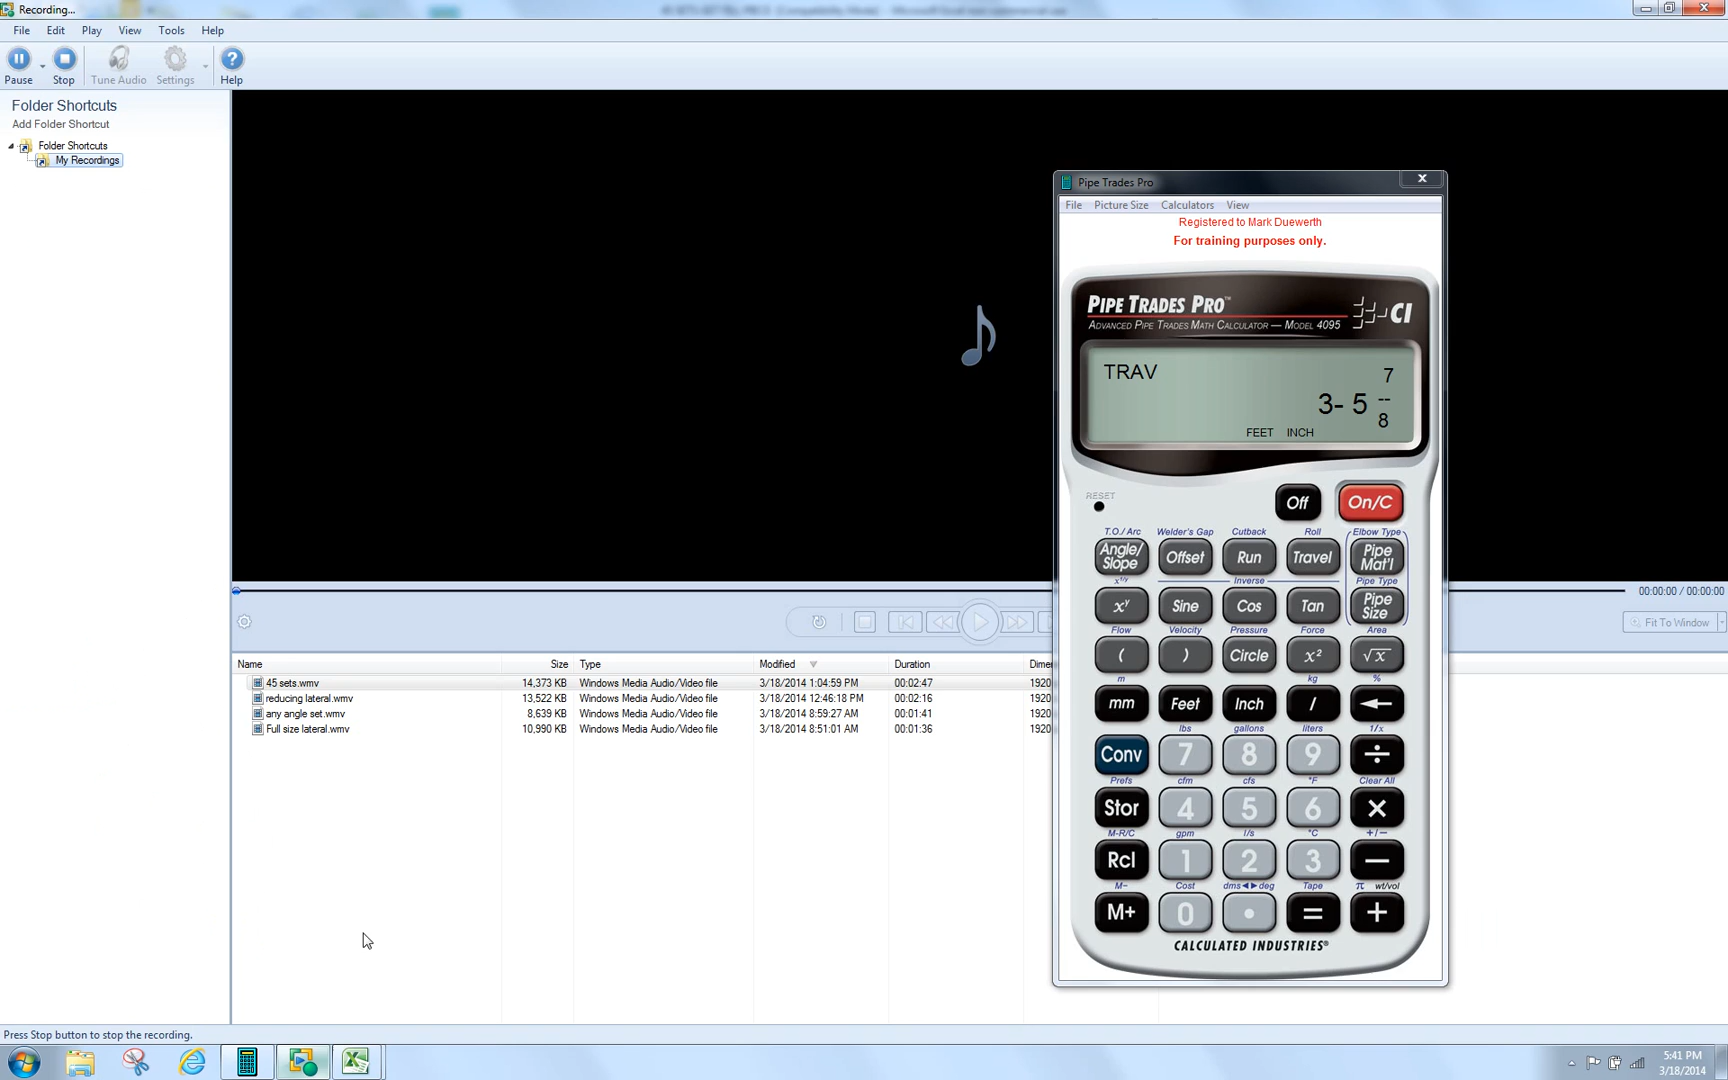 Recording...
File Edit Play View Tools Help
Pause Stop Tune Audio Settings Help
Folder Shortcuts
Add Folder Shortcut
Folder Shortcuts
My Recordings
00:00:00 / 00:00:00
Fit To Window
Name Size Type Modified Duration Dimen
45 sets.wmv 14,373 KB Windows Media Audio/Video file 3/18/2014 1:04:59 PM 00:02:47 1920
reducing lateral.wmv 13,522 KB Windows Media Audio/Video file 3/18/2014 12:46:18 PM 00:02:16 1920
any angle set.wmv 8,639 KB Windows Media Audio/Video file 3/18/2014 8:59:27 AM 00:01:41 1920
Full size lateral.wmv 10,990 KB Windows Media Audio/Video file 3/18/2014 8:51:01 AM 00:01:36 1920
Pipe Trades Pro
File Picture Size Calculators View
Registered to Mark Duewerth
For training purposes only.
PIPE TRADES PRO™ CI
ADVANCED PIPE TRADES MATH CALCULATOR — MODEL 4095
TRAV 3- 5 7/8
FEET INCH
RESET Off On/C
T.O./ Arc Welder's Gap Cutback Roll Elbow Type
Angle/Slope Offset Run Travel Pipe Mat'l
x¹/ʸ Inverse Pipe Type
xʸ Sine Cos Tan Pipe Size
Flow Velocity Pressure Force Area
( ) Circle x² √x
m kg %
mm Feet Inch / ←
lbs gallons liters 1/x
Conv 7 8 9 ÷
Prefs cfm cfs °F Clear All
Stor 4 5 6 ×
M-R/C gpm l/s °C +/−
Rcl 1 2 3 −
M− Cost dms◄►deg Tape π wt/vol
M+ 0 • = +
CALCULATED INDUSTRIES®
Press Stop button to stop the recording.
5:41 PM
3/18/2014